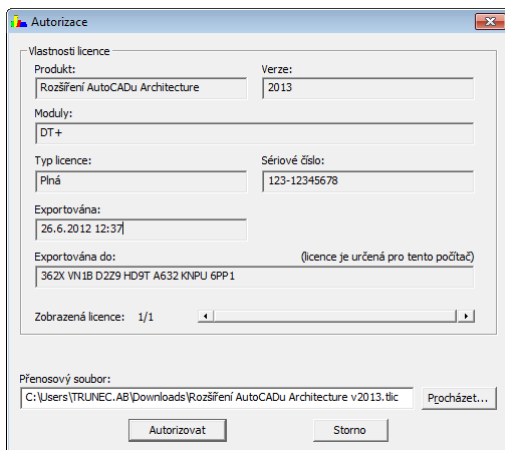 Autorizace
Vlastnosti licence
Produkt: Verze:
Rozšíření AutoCADu Architecture 2013
Moduly:
DT+
Typ licence: Sériové číslo:
Plná 123-12345678
Exportována:
26.6.2012 12:37
Exportována do: (licence je určená pro tento počítač)
362X VN1B D2Z9 HD9T A632 KNPU 6PP1
Zobrazená licence: 1/1
Přenosový soubor:
C:\Users\TRUNEC.AB\Downloads\Rozšíření AutoCADu Architecture v2013.tlic Procházet...
Autorizovat Storno